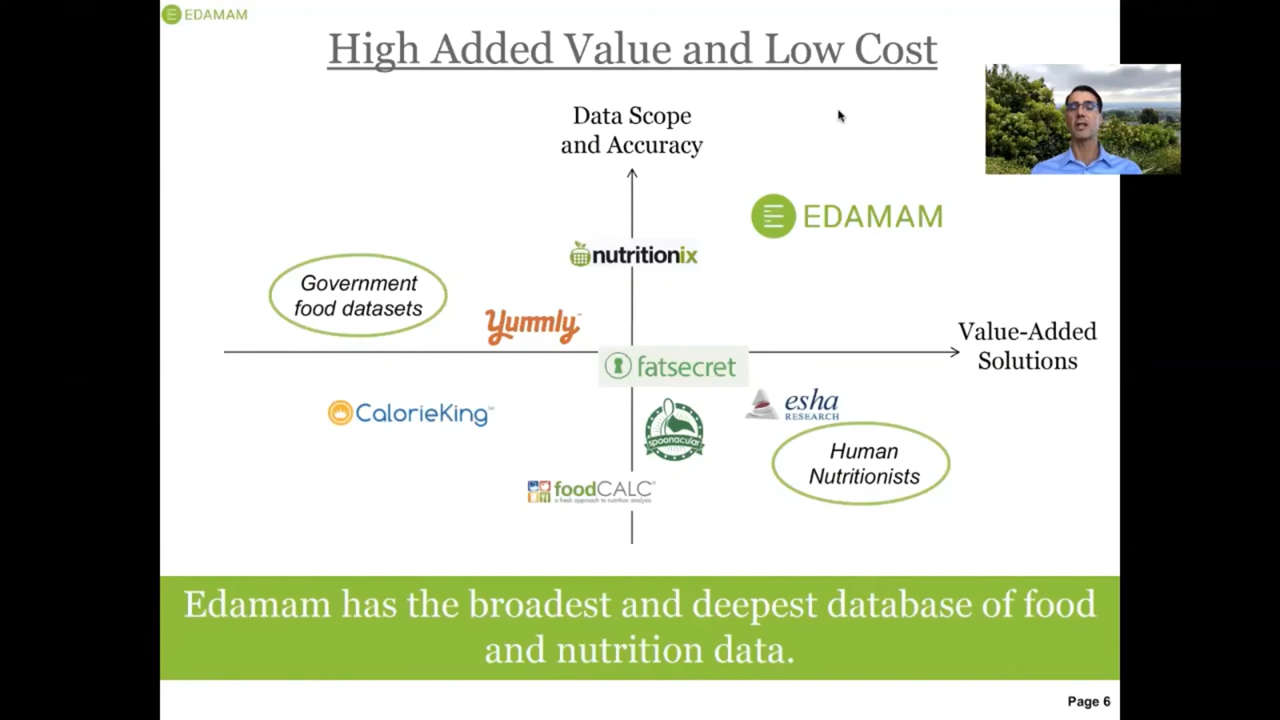 EDAMAM
High Added Value and Low Cost
Data Scope
and Accuracy
EDAMAM
nutritionix
Government
food datasets
Yummly
Value-Added
Solutions
fatsecret
CalorieKing
esha
RESEARCH
spoonacular
Human
Nutritionists
foodCALC
a fresh approach to nutrition analysis
Edamam has the broadest and deepest database of food
and nutrition data.
Page 6